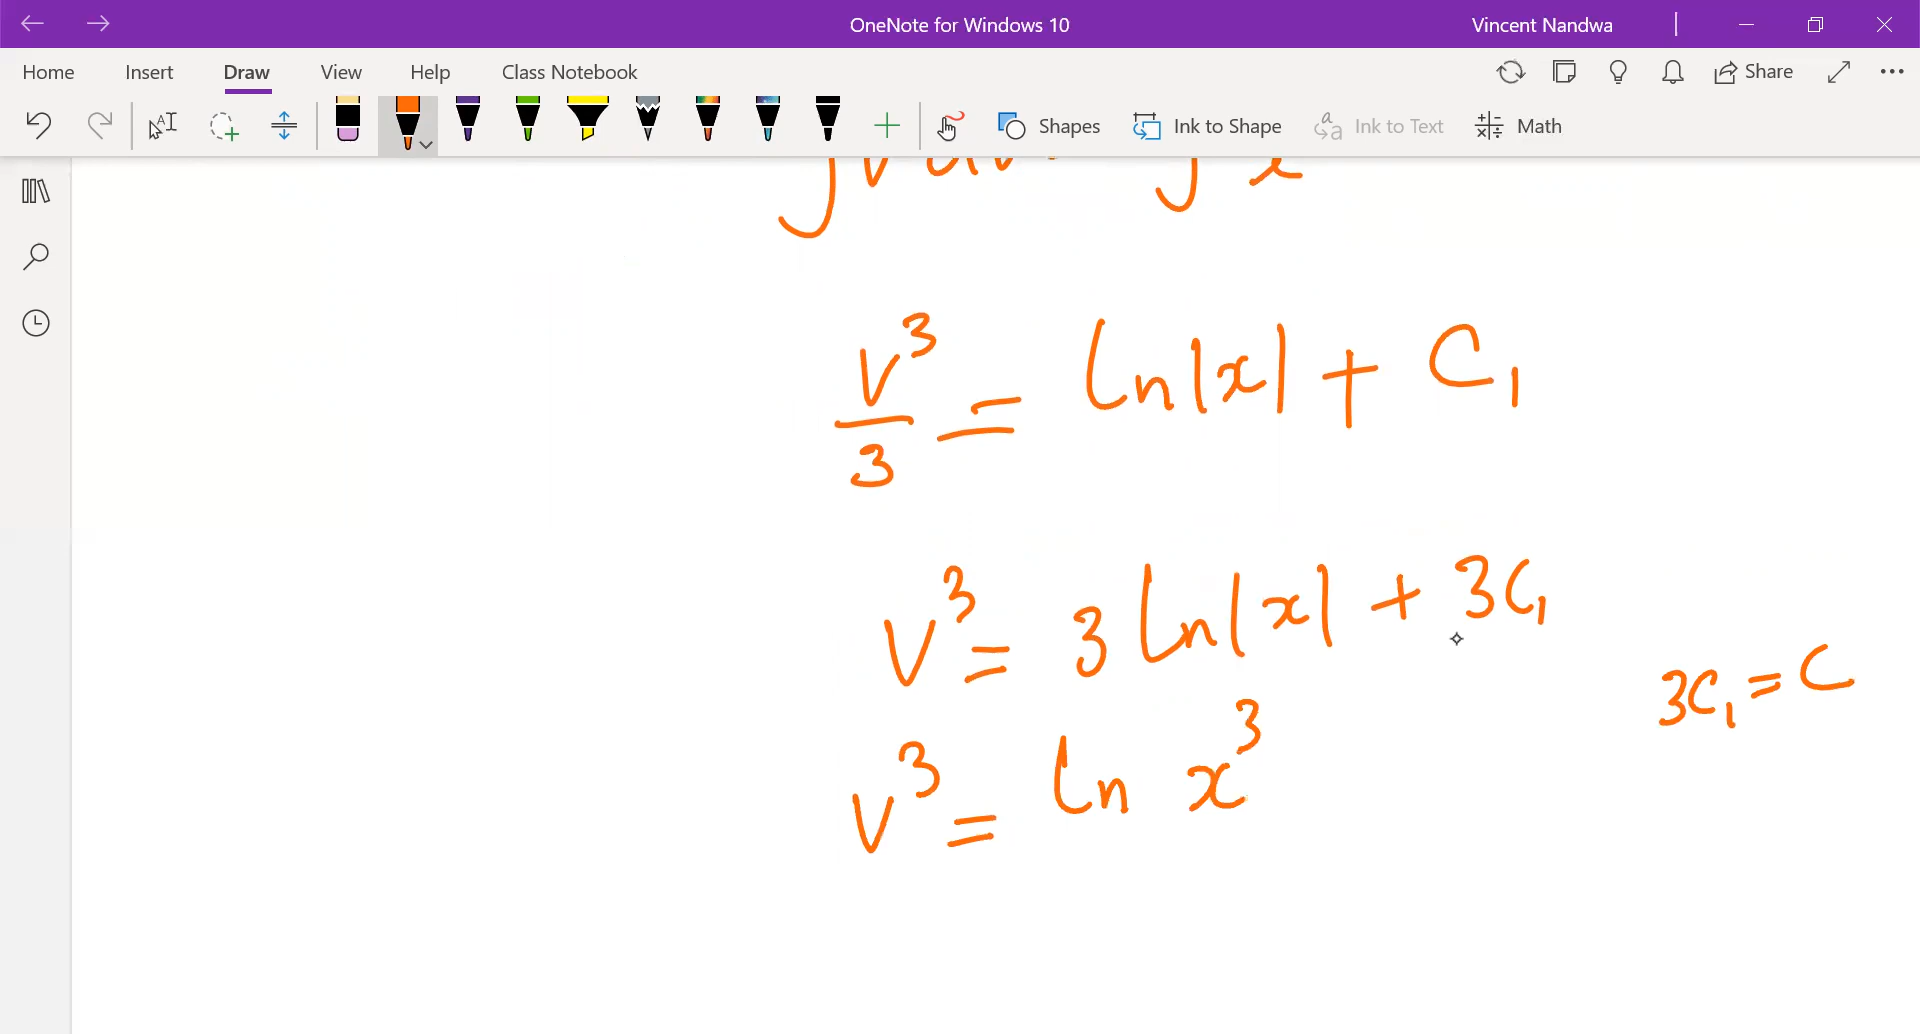 OneNote for Windows 10
Vincent Nandwa
Home Insert Draw View Help Class Notebook Share
Shapes Ink to Shape Ink to Text Math
v³/3 = ln|x| + C₁
v³ = 3 ln|x| + 3C₁
3C₁ = C
v³ = ln x³